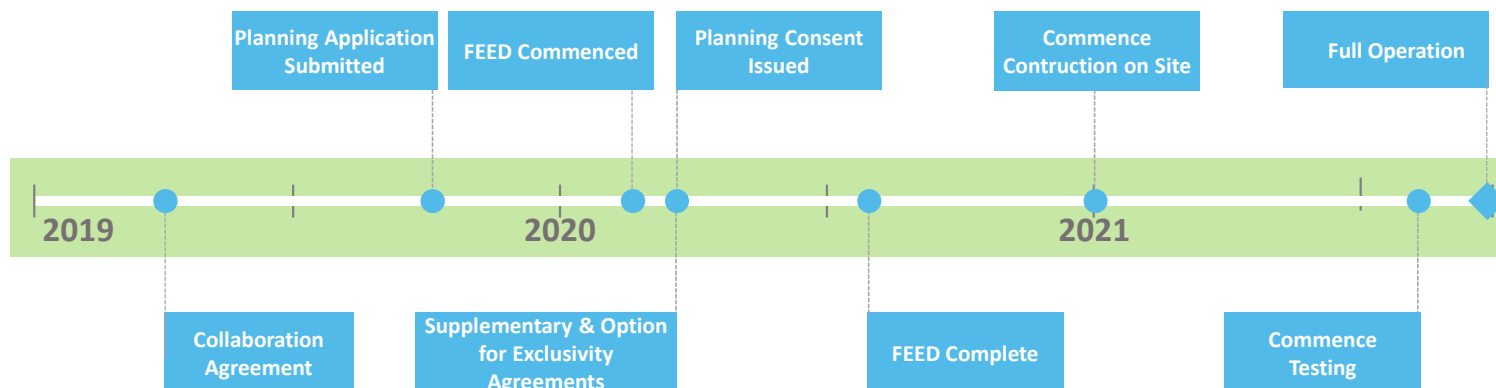 Planning Application
Submitted
FEED Commenced
Planning Consent
Issued
Commence
Contruction on Site
Full Operation
2019
2020
2021
Collaboration
Agreement
Supplementary & Option
for Exclusivity
Agreements
FEED Complete
Commence
Testing